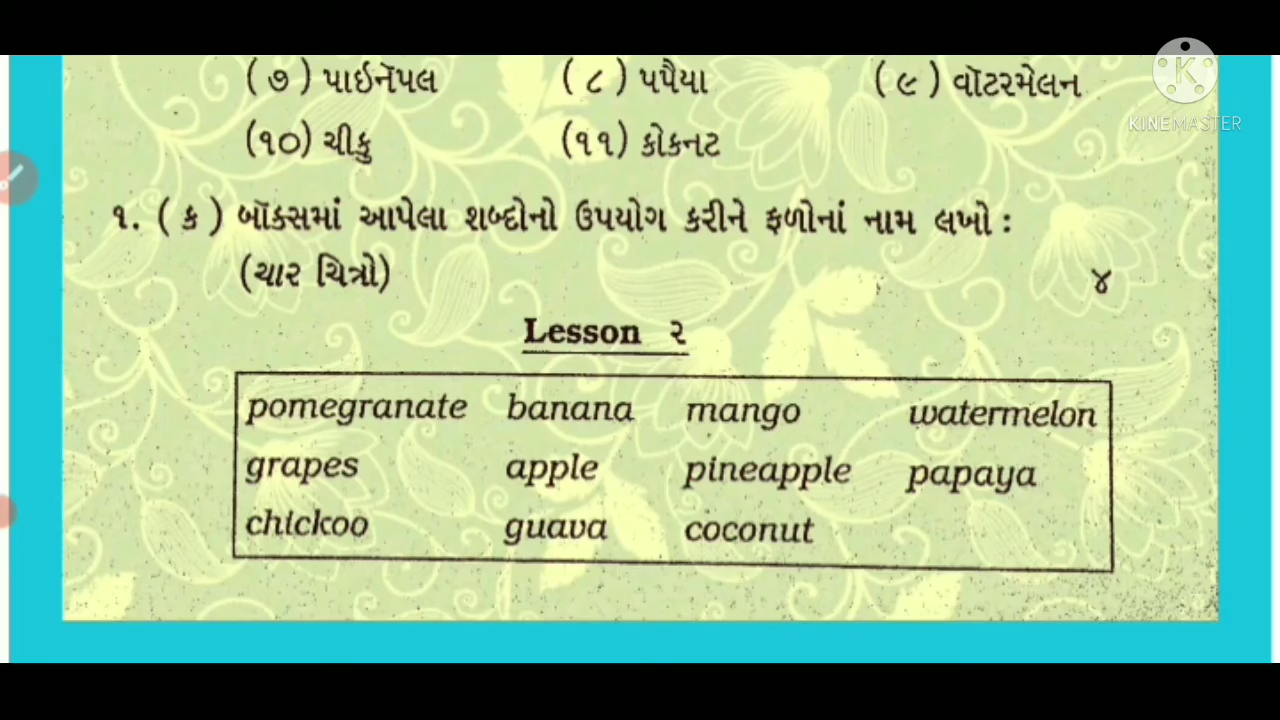 (૭) પાઇનૅપલ (૮) પપૈયા (૯) વૉટરમેલન
KINEMASTER
(૧૦) ચીકુ (૧૧) કોકનટ
૧. (ક) બૉક્સમાં આપેલા શબ્દોનો ઉપયોગ કરીને ફળોનાં નામ લખો :
(ચાર ચિત્રો) ૪
Lesson ૨
pomegranate banana mango watermelon
grapes apple pineapple papaya
chickoo guava coconut